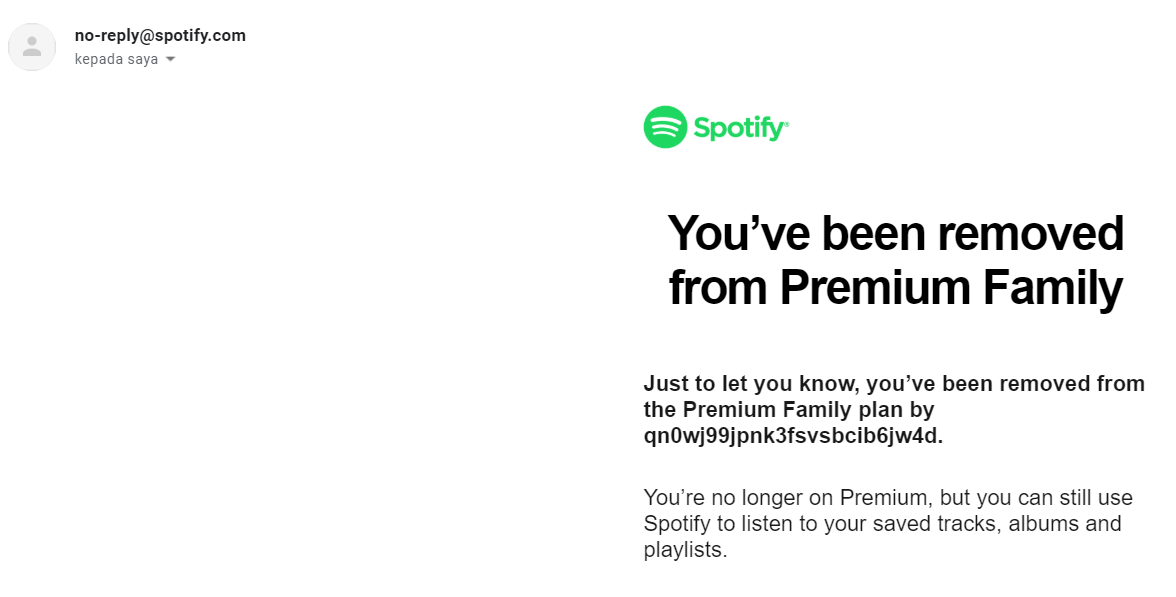 no-reply@spotify.com
kepada saya
Spotify®
You’ve been removed
from Premium Family
Just to let you know, you’ve been removed from
the Premium Family plan by
qn0wj99jpnk3fsvsbcib6jw4d.
You’re no longer on Premium, but you can still use
Spotify to listen to your saved tracks, albums and
playlists.